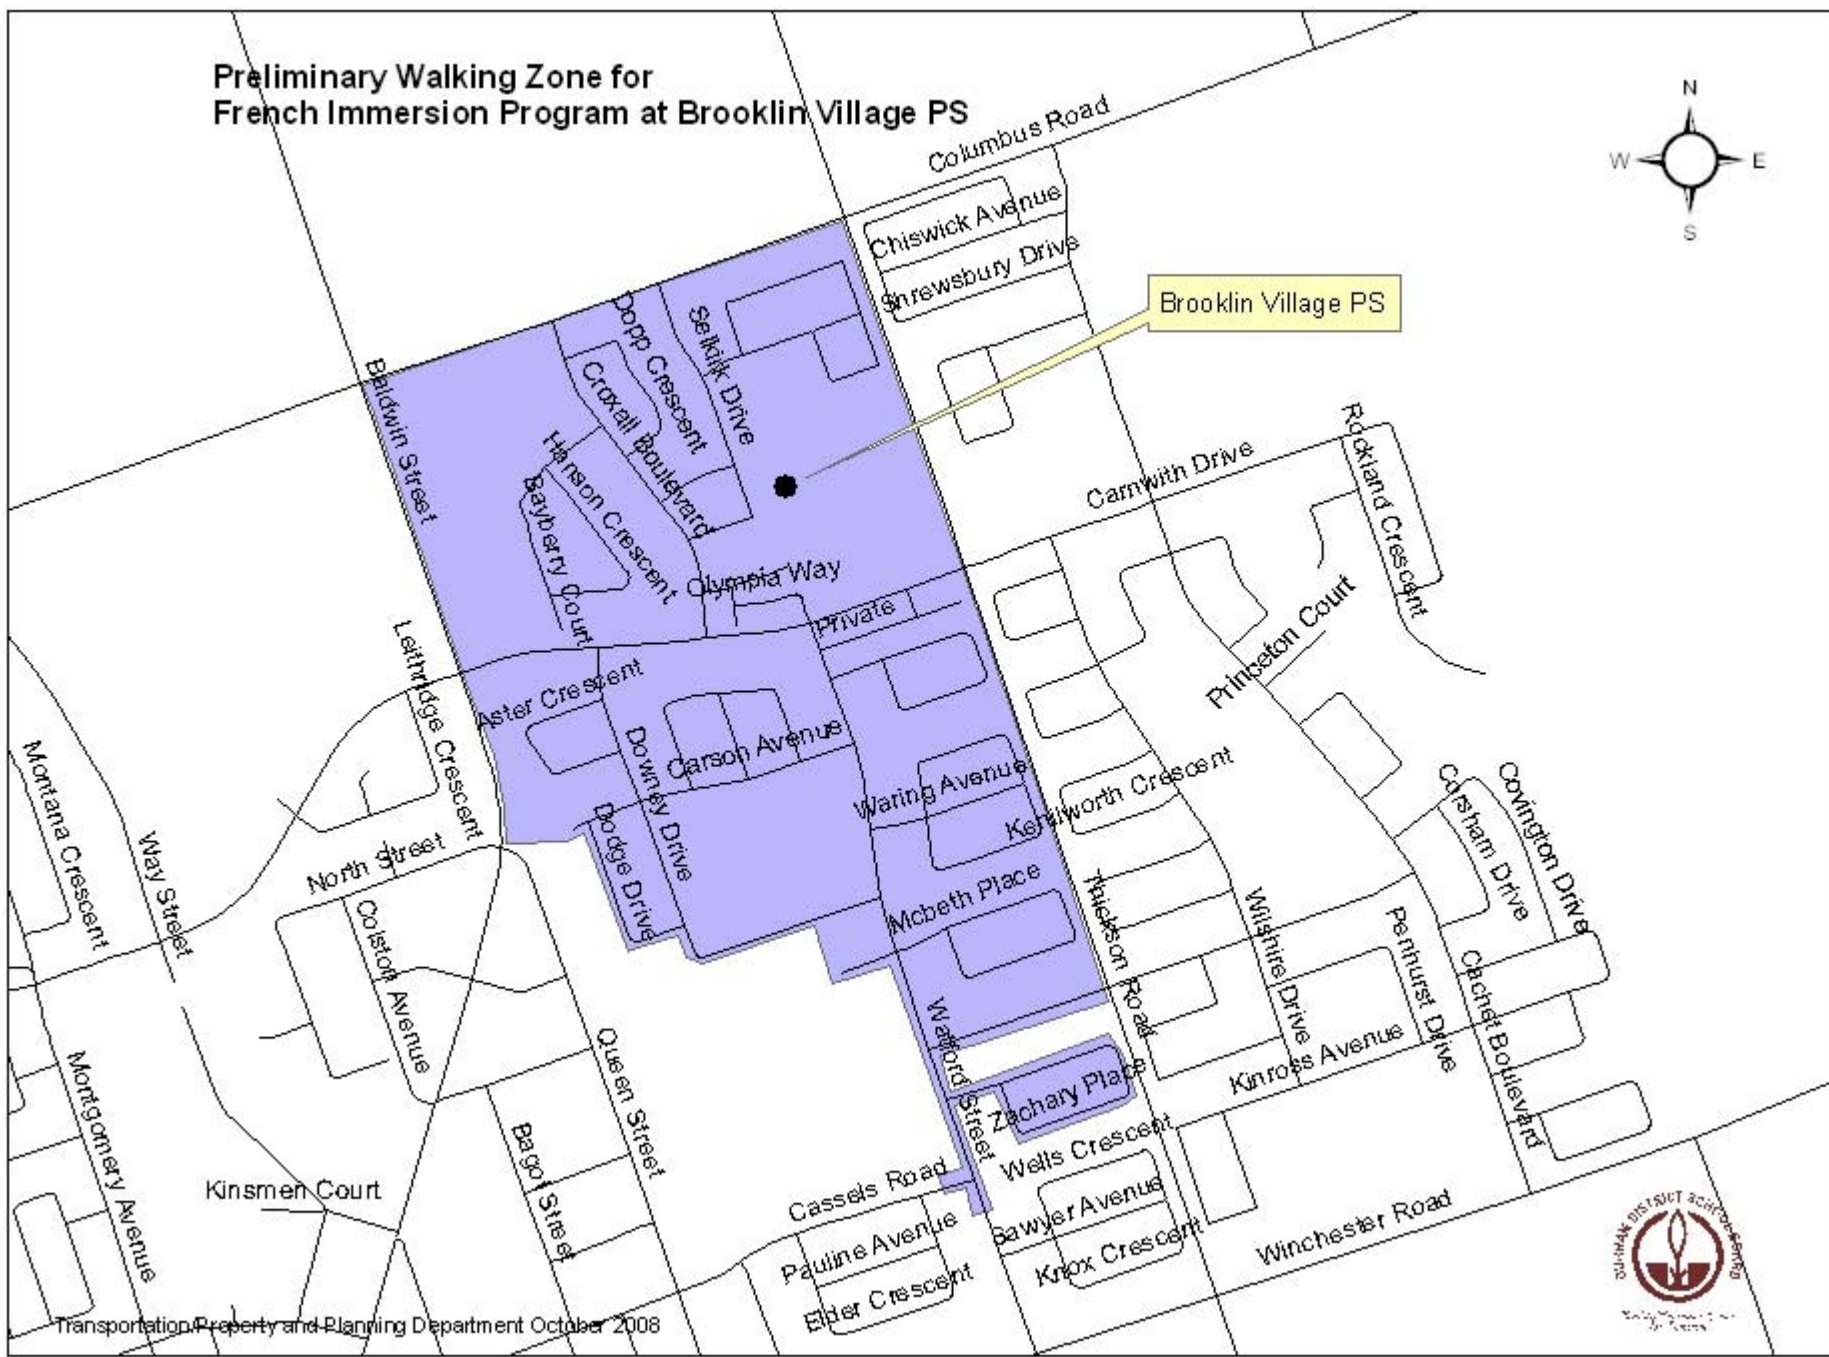 Preliminary Walking Zone for
French Immersion Program at Brooklin Village PS
N
W
E
S
Columbus Road
Chiswick Avenue
Shrewsbury Drive
Brooklin Village PS
Dopp Crescent
Selkirk Drive
Croxall Boulevard
Baldwin Street
Hanson Crescent
Bayberry Court
Rockland Crescent
Carnwith Drive
Olympia Way
Private
Princeton Court
Leithridge Crescent
Aster Crescent
Downey Drive
Carson Avenue
Waring Avenue
Kenilworth Crescent
Montana Crescent
Way Street
North Street
Dodge Drive
Corsham Drive
Covington Drive
Mcbeth Place
Thickson Road
Wilshire Drive
Penhurst Drive
Cachet Boulevard
Colston Avenue
Queen Street
Watford Street
Kinross Avenue
Zachary Place
Montgomery Avenue
Bagot Street
Wells Crescent
Kinsmen Court
Cassels Road
Sawyer Avenue
Pauline Avenue
Knox Crescent
Winchester Road
Elder Crescent
DURHAM DISTRICT SCHOOL BOARD
Transportation/Property and Planning Department October 2008